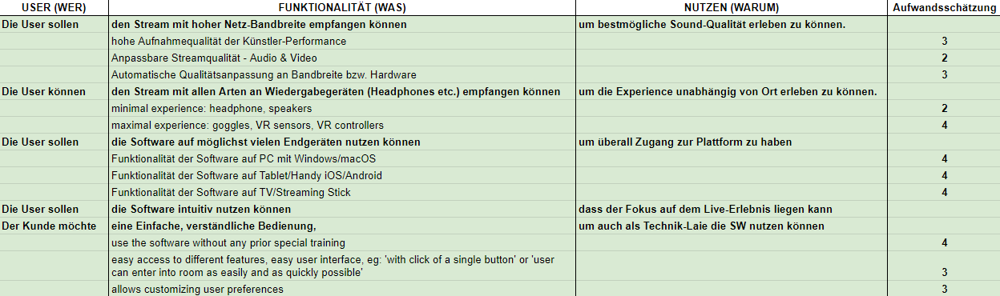 USER (WER) FUNKTIONALITÄT (WAS) NUTZEN (WARUM) Aufwandsschätzung
Die User sollen den Stream mit hoher Netz-Bandbreite empfangen können um bestmögliche Sound-Qualität erleben zu können.
hohe Aufnahmequalität der Künstler-Performance 3
Anpassbare Streamqualität - Audio & Video 2
Automatische Qualitätsanpassung an Bandbreite bzw. Hardware 3
Die User können den Stream mit allen Arten an Wiedergabegeräten (Headphones etc.) empfangen können um die Experience unabhängig von Ort erleben zu können.
minimal experience: headphone, speakers 2
maximal experience: goggles, VR sensors, VR controllers 4
Die User sollen die Software auf möglichst vielen Endgeräten nutzen können um überall Zugang zur Plattform zu haben
Funktionalität der Software auf PC mit Windows/macOS 4
Funktionalität der Software auf Tablet/Handy iOS/Android 4
Funktionalität der Software auf TV/Streaming Stick 4
Die User sollen die Software intuitiv nutzen können dass der Fokus auf dem Live-Erlebnis liegen kann
Der Kunde möchte eine Einfache, verständliche Bedienung, um auch als Technik-Laie die SW nutzen können
use the software without any prior special training 4
easy access to different features, easy user interface, eg: 'with click of a single button' or 'user
can enter into room as easily and as quickly possible' 3
allows customizing user preferences 3